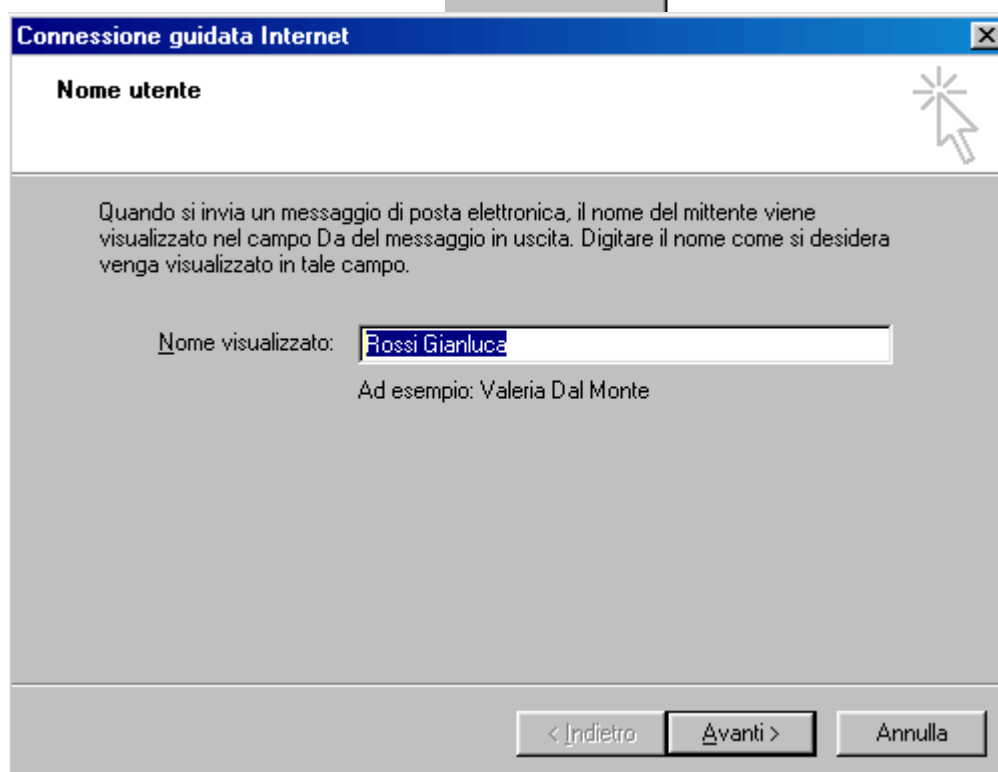 Connessione guidata Internet
Nome utente
Quando si invia un messaggio di posta elettronica, il nome del mittente viene
visualizzato nel campo Da del messaggio in uscita. Digitare il nome come si desidera
venga visualizzato in tale campo.
Nome visualizzato: Rossi Gianluca
Ad esempio: Valeria Dal Monte
< Indietro Avanti > Annulla